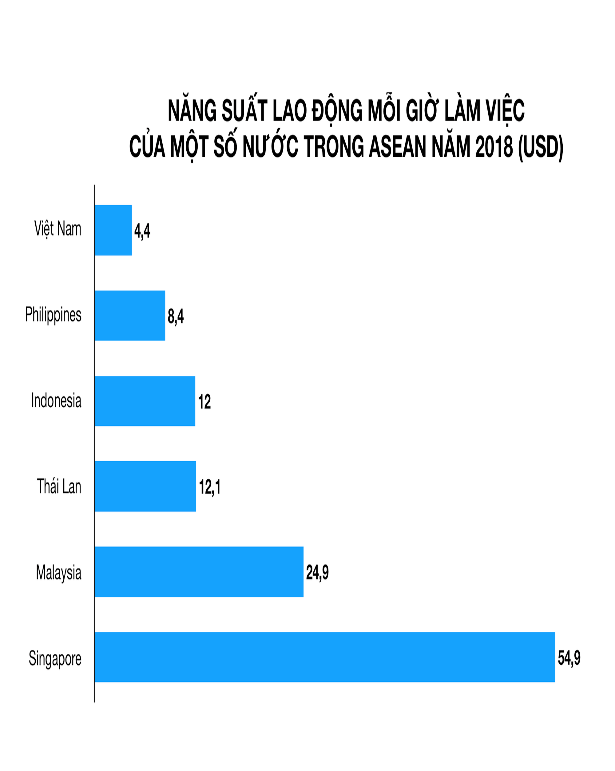 NĂNG SUẤT LAO ĐỘNG MỖI GIỜ LÀM VIỆC
CỦA MỘT SỐ NƯỚC TRONG ASEAN NĂM 2018 (USD)
Việt Nam 4,4
Philippines 8,4
Indonesia 12
Thái Lan 12,1
Malaysia 24,9
Singapore 54,9